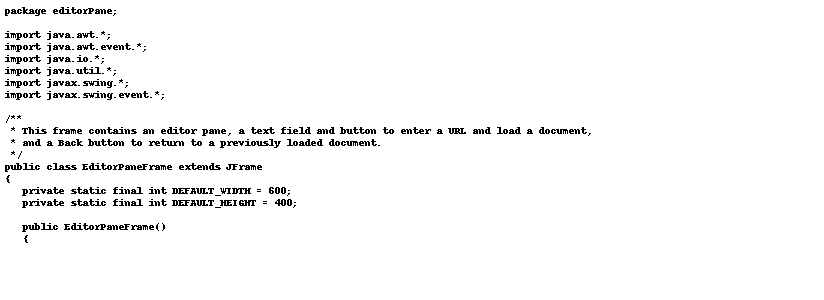 package editorPane;

import java.awt.*;
import java.awt.event.*;
import java.io.*;
import java.util.*;
import javax.swing.*;
import javax.swing.event.*;

/**
 * This frame contains an editor pane, a text field and button to enter a URL and load a document,
 * and a Back button to return to a previously loaded document.
 */
public class EditorPaneFrame extends JFrame
{
   private static final int DEFAULT_WIDTH = 600;
   private static final int DEFAULT_HEIGHT = 400;

   public EditorPaneFrame()
   {